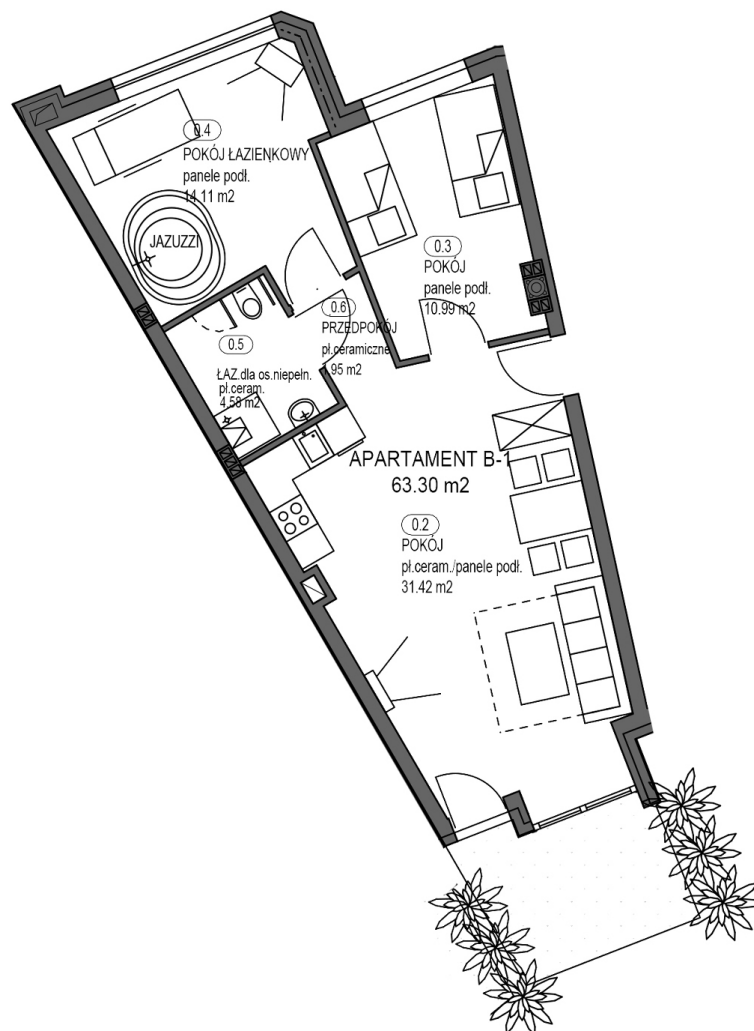 0.4
POKÓJ ŁAZIENKOWY
panele podł.
14.11 m2
JAZUZZI
0.3
POKÓJ
panele podł.
10.99 m2
0.6
PRZEDPOKÓJ
pł.ceramiczne
1.95 m2
0.5
ŁAZ.dla os.niepełn.
pł.ceram.
4.58 m2
APARTAMENT B-1
63.30 m2
0.2
POKÓJ
pł.ceram./panele podł.
31.42 m2